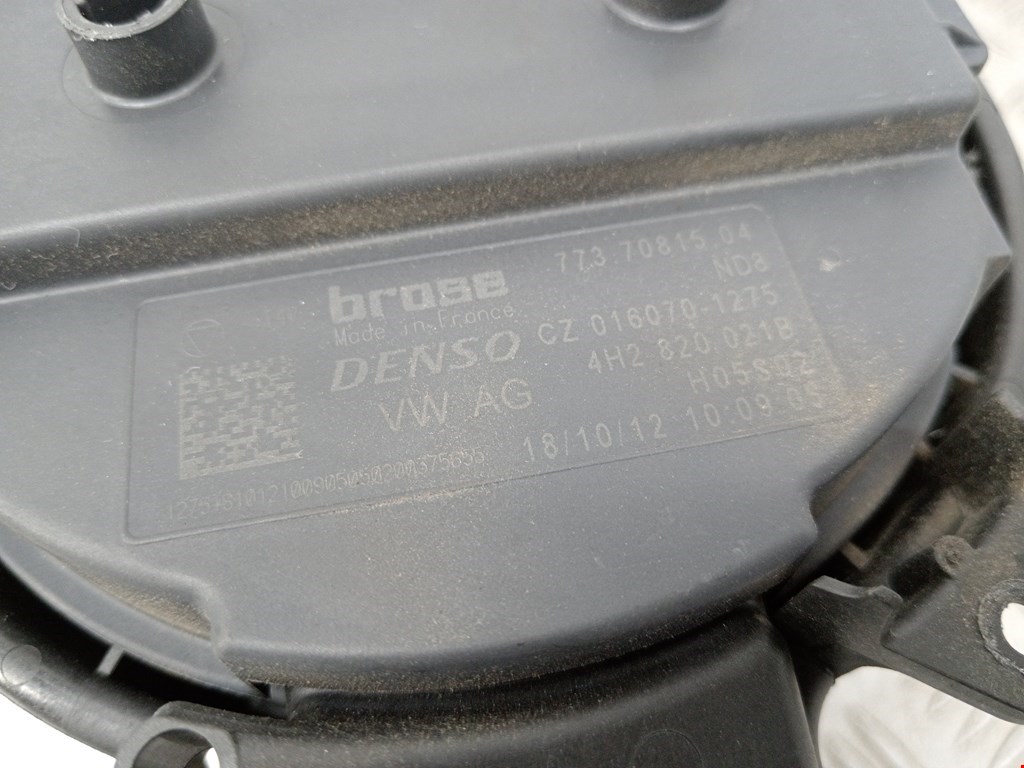 brose 773 70815 04
Made in France ND8
DENSO CZ 016070-1275
4H2 820 021B
VW AG H05S02
18/10/12 10:09:05